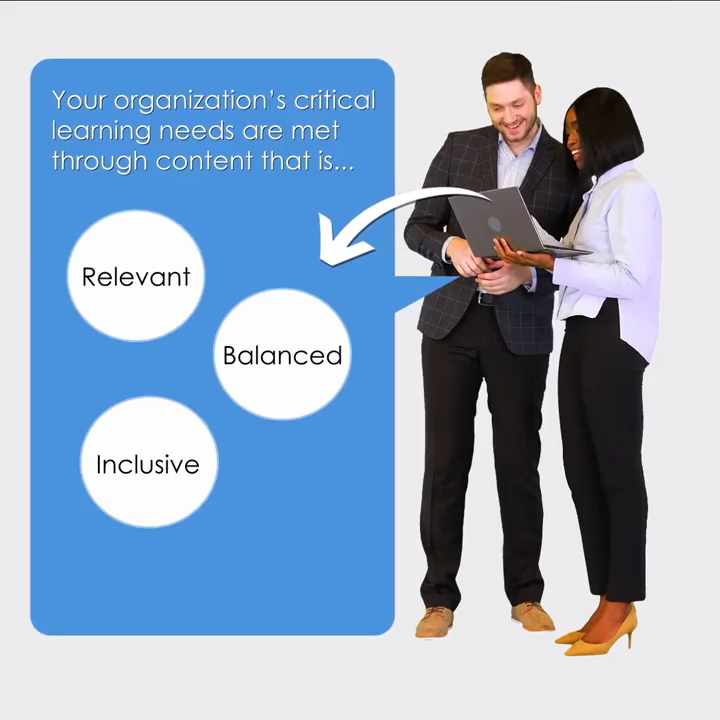 Your organization's critical
learning needs are met
through content that is...
Relevant
Balanced
Inclusive